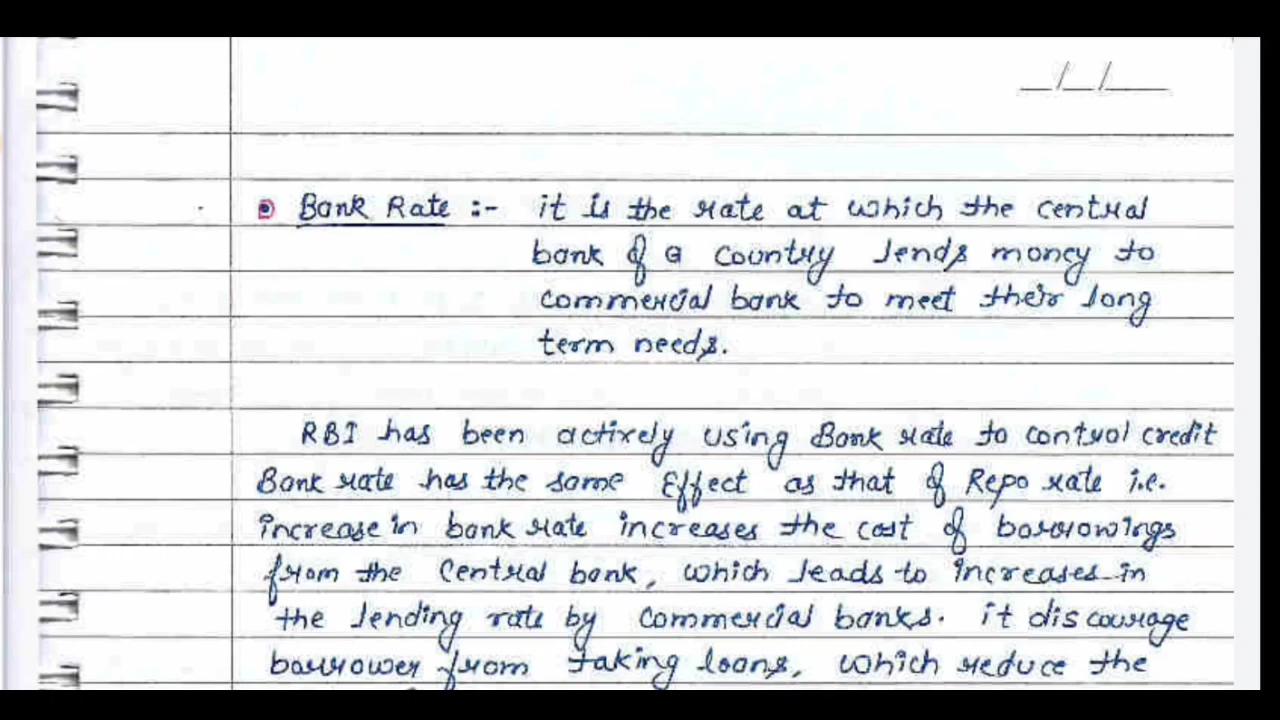 __/__/____
Bank Rate :- it is the rate at which the central
bank of a country lends money to
commercial bank to meet their long
term needs.
RBI has been actively using Bank rate to control credit
Bank rate has the same Effect as that of Repo rate i.e.
increase in bank rate increases the cost of borrowings
from the Central bank, which leads to increases in
the lending rate by commercial banks. it discourage
borrower from taking loans, which reduce the